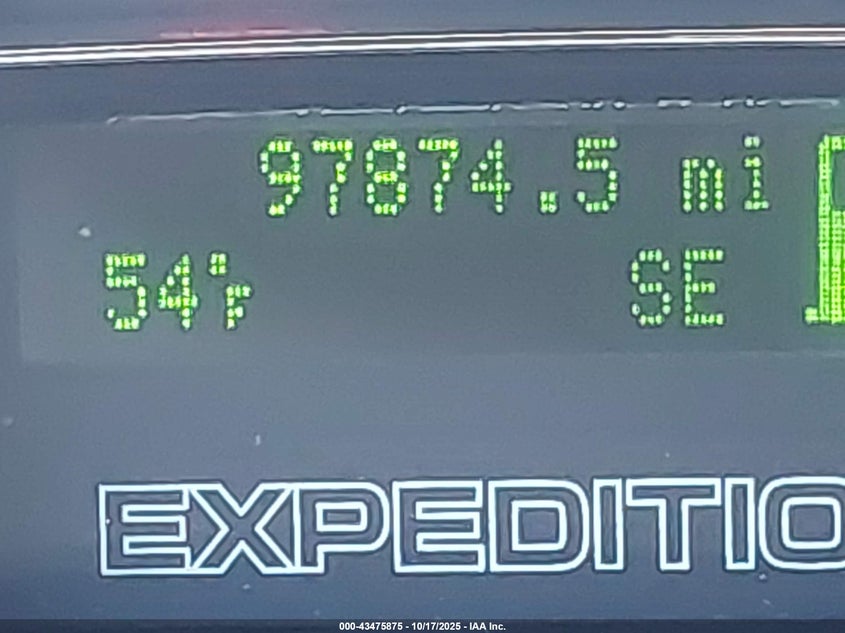 97874.5 mi
54°F SE
EXPEDITIO
000-43475875 - 10/17/2025 - IAA Inc.